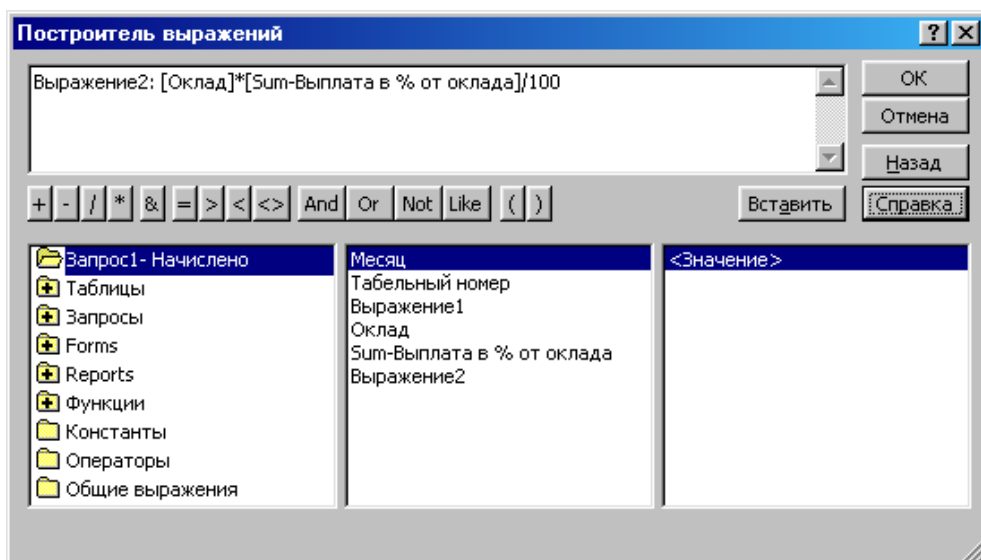 Построитель выражений
? X
Выражение2: [Оклад]*[Sum-Выплата в % от оклада]/100
ОК
Отмена
Назад
+ - / * & = > < <> And Or Not Like ( ) Вставить Справка
Запрос1- Начислено
Таблицы
Запросы
Forms
Reports
Функции
Константы
Операторы
Общие выражения
Месяц
Табельный номер
Выражение1
Оклад
Sum-Выплата в % от оклада
Выражение2
<Значение>